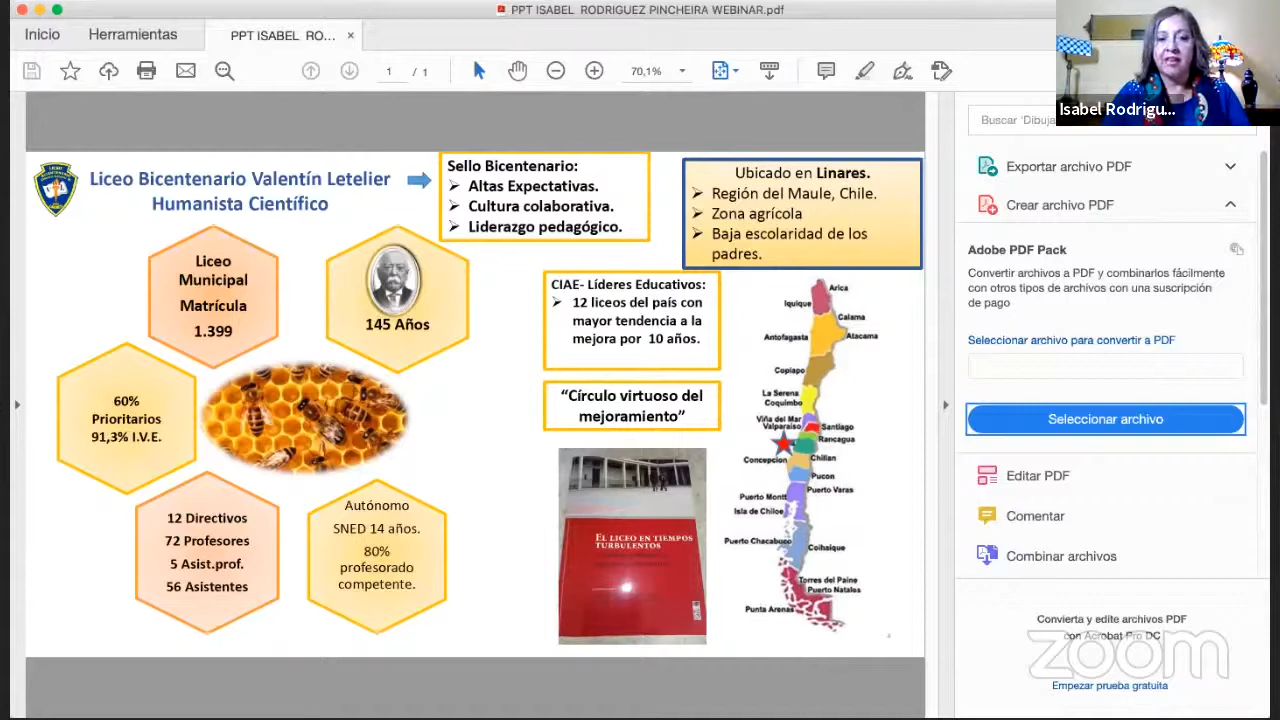 PPT ISABEL RODRIGUEZ PINCHEIRA WEBINAR.pdf
Inicio
Herramientas
PPT ISABEL RO...
×
1
/ 1
70,1%
Isabel Rodrigu...
Buscar 'Dibuja
Exportar archivo PDF
Crear archivo PDF
Adobe PDF Pack
Convertir archivos a PDF y combinarlos fácilmente
con otros tipos de archivos con una suscripción
de pago
Seleccionar archivo para convertir a PDF
Seleccionar archivo
Editar PDF
Comentar
Combinar archivos
Convierta y edite archivos PDF
con Acrobat Pro DC
zoom
Empezar prueba gratuita
Liceo Bicentenario Valentín Letelier
Humanista Científico
Sello Bicentenario:
Altas Expectativas.
Cultura colaborativa.
Liderazgo pedagógico.
Ubicado en Linares.
Región del Maule, Chile.
Zona agrícola
Baja escolaridad de los
padres.
Liceo
Municipal
Matrícula
1.399
145 Años
60%
Prioritarios
91,3% I.V.E.
12 Directivos
72 Profesores
5 Asist.prof.
56 Asistentes
Autónomo
SNED 14 años.
80%
profesorado
competente.
CIAE- Líderes Educativos:
12 liceos del país con
mayor tendencia a la
mejora por 10 años.
“Círculo virtuoso del
mejoramiento”
EL LICEO EN TIEMPOS
TURBULENTOS
Arica
Iquique
Calama
Antofagasta
Atacama
Copiapo
La Serena
Coquimbo
Viña del Mar
Valparaiso
Santiago
Rancagua
Concepcion
Chillan
Pucon
Puerto Montt
Puerto Varas
Isla de Chiloe
Puerto Chacabuco
Coihaique
Torres del Paine
Puerto Natales
Punta Arenas